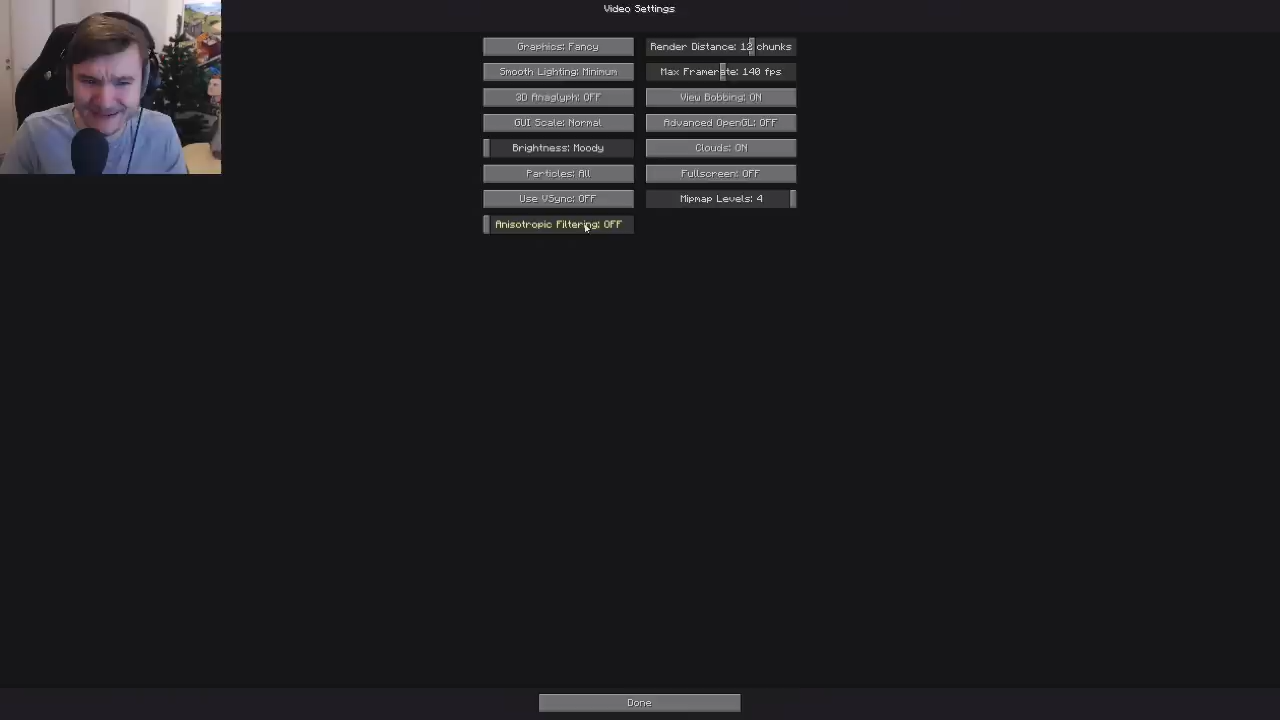 Video Settings
Graphics: Fancy
Render Distance: 12 chunks
Smooth Lighting: Minimum
Max Framerate: 140 fps
3D Anaglyph: OFF
View Bobbing: ON
GUI Scale: Normal
Advanced OpenGL: OFF
Brightness: Moody
Clouds: ON
Particles: All
Fullscreen: OFF
Use VSync: OFF
Mipmap Levels: 4
Anisotropic Filtering: OFF
Done